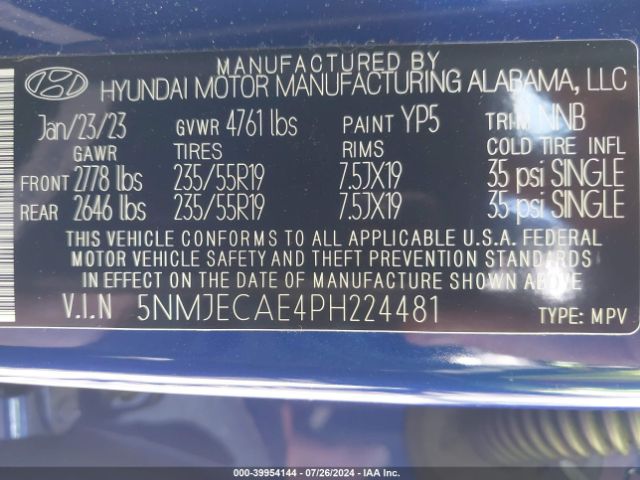 MANUFACTURED BY
HYUNDAI MOTOR MANUFACTURING ALABAMA, LLC
Jan/23/23 GVWR 4761 lbs PAINT YP5 TRIM NNB
GAWR TIRES RIMS COLD TIRE INFL
FRONT 2778 lbs 235/55R19 7.5JX19 35 psi SINGLE
REAR 2646 lbs 235/55R19 7.5JX19 35 psi SINGLE
THIS VEHICLE CONFORMS TO ALL APPLICABLE U.S.A. FEDERAL
MOTOR VEHICLE SAFETY AND THEFT PREVENTION STANDARDS
IN EFFECT ON THE DATE OF MANUFACTURE SHOWN ABOVE
V.I.N 5NMJECAE4PH224481 TYPE: MPV
000-39954144 - 07/26/2024 - IAA Inc.